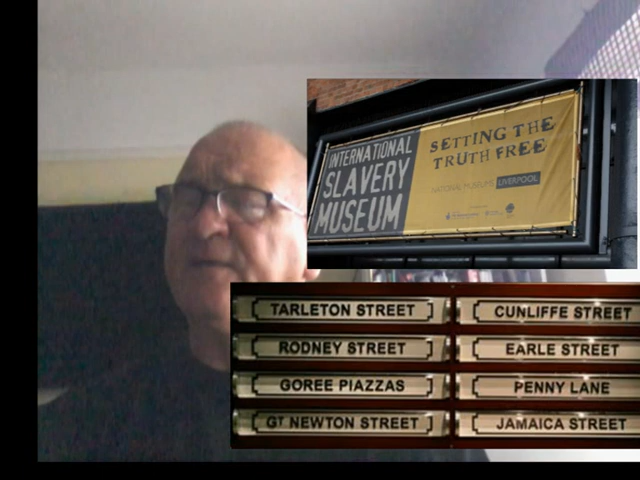 INTERNATIONAL
SLAVERY
MUSEUM
SETTING THE
TRUTH FREE
NATIONAL MUSEUMS LIVERPOOL
TARLETON STREET
CUNLIFFE STREET
RODNEY STREET
EARLE STREET
GOREE PIAZZAS
PENNY LANE
GT NEWTON STREET
JAMAICA STREET